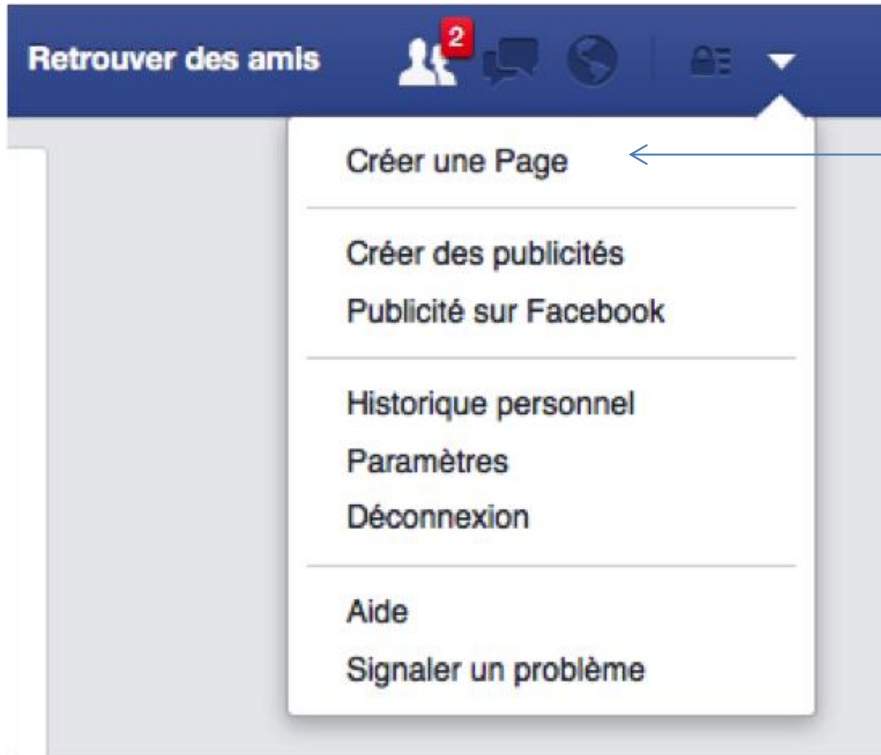 Retrouver des amis
2
Créer une Page
Créer des publicités
Publicité sur Facebook
Historique personnel
Paramètres
Déconnexion
Aide
Signaler un problème